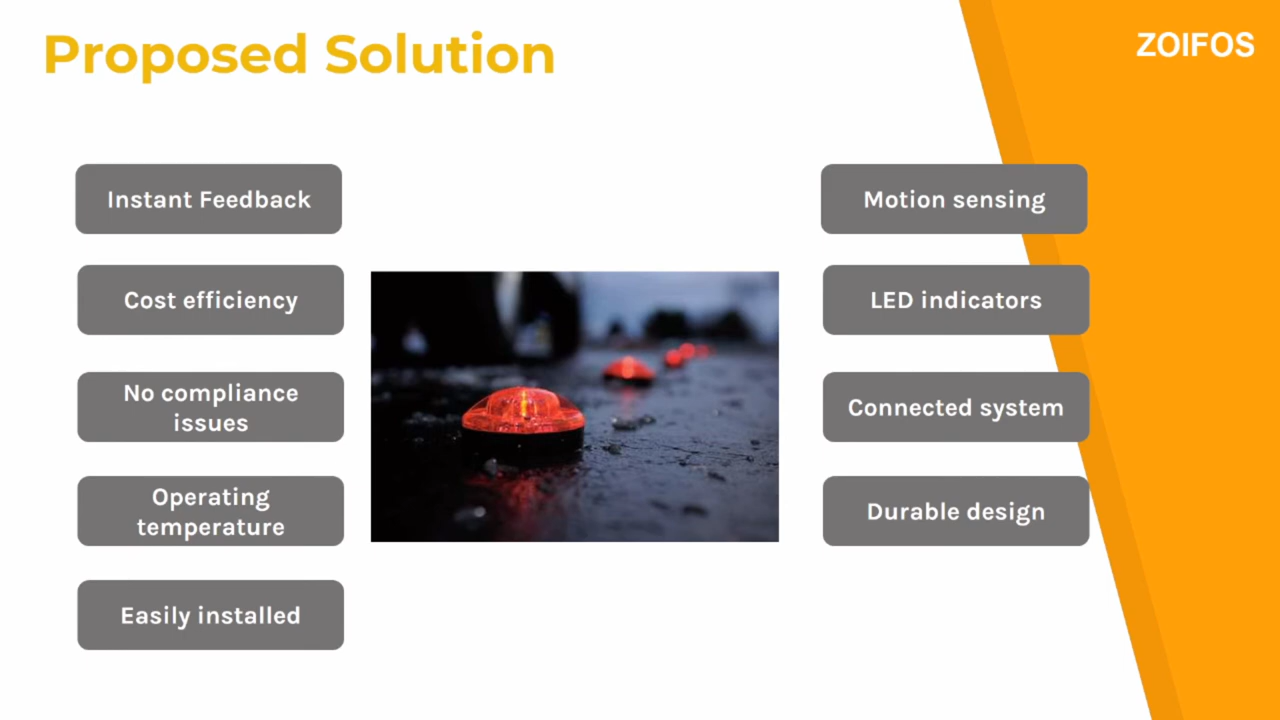 Proposed Solution
ZOIFOS
Instant Feedback
Cost efficiency
No compliance
issues
Operating
temperature
Easily installed
Motion sensing
LED indicators
Connected system
Durable design